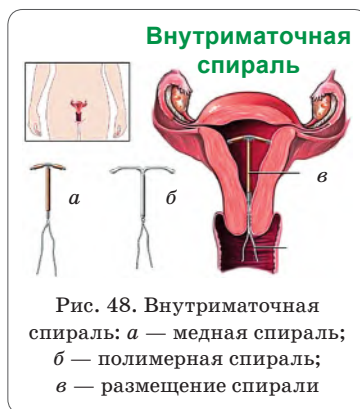 Внутриматочная
спираль
а
б
в
Рис. 48. Внутриматочная
спираль: а — медная спираль;
б — полимерная спираль;
в — размещение спирали